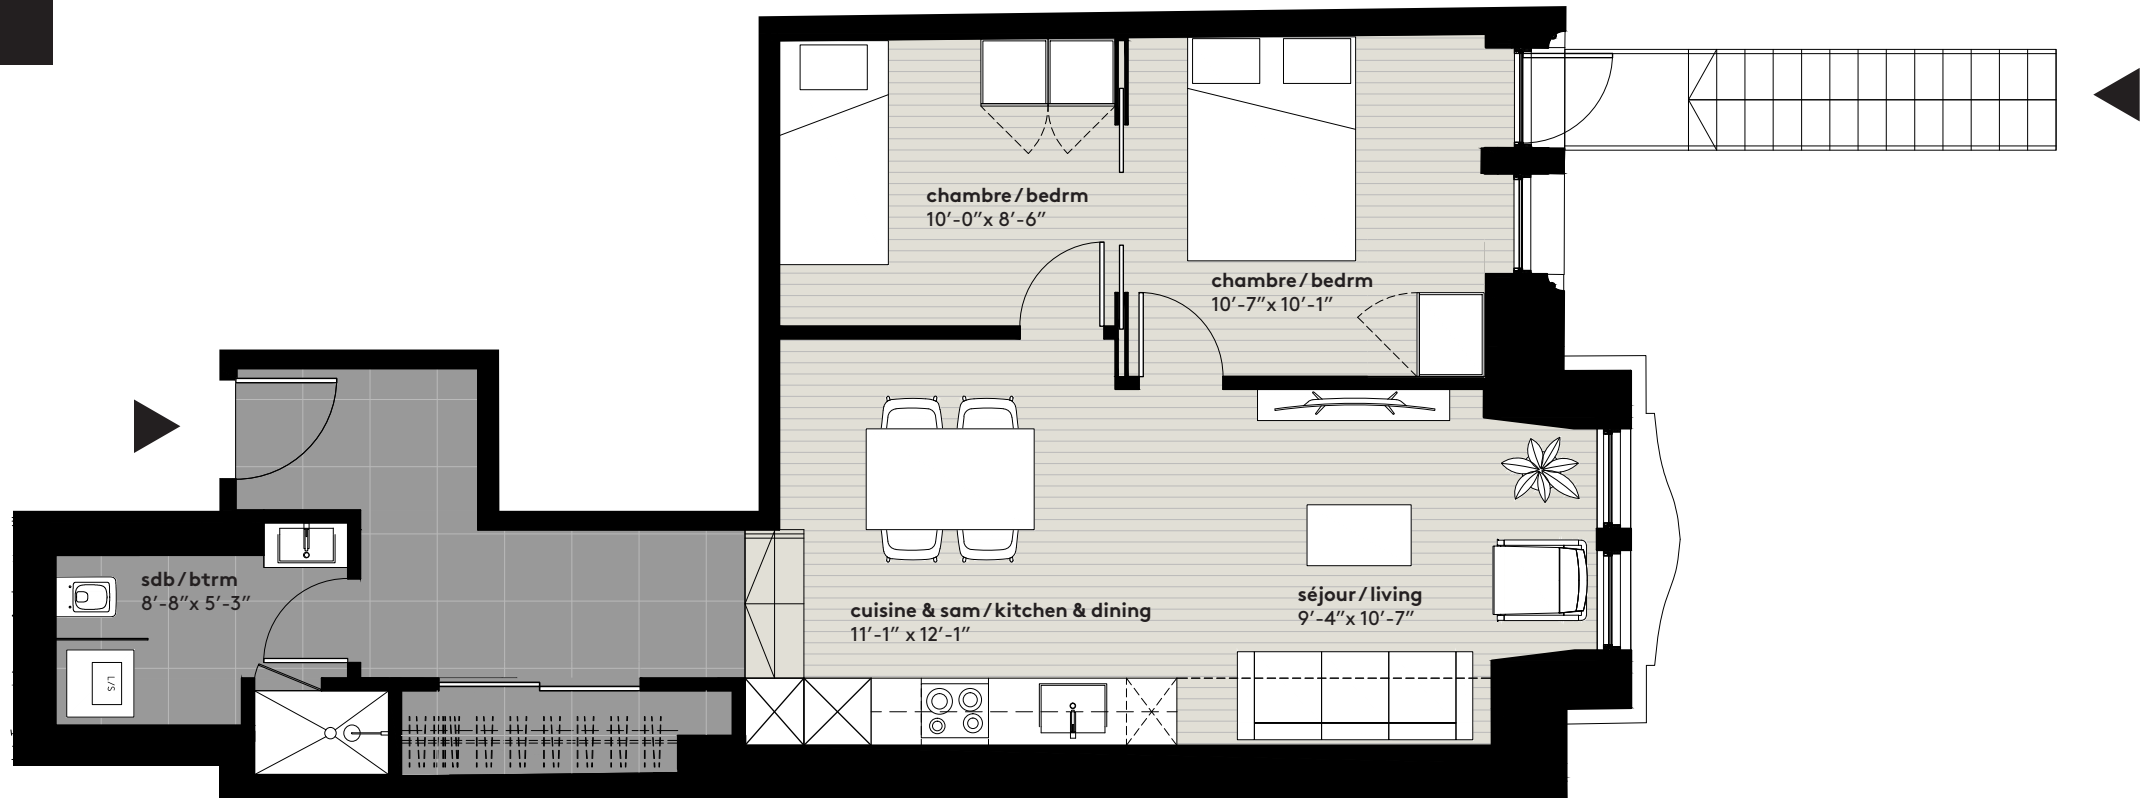 chambre / bedrm
10'-0" x 8'-6"
chambre / bedrm
10'-7" x 10'-1"
sdb / btrm
8'-8" x 5'-3"
L/S
cuisine & sam / kitchen & dining
11'-1" x 12'-1"
séjour / living
9'-4" x 10'-7"